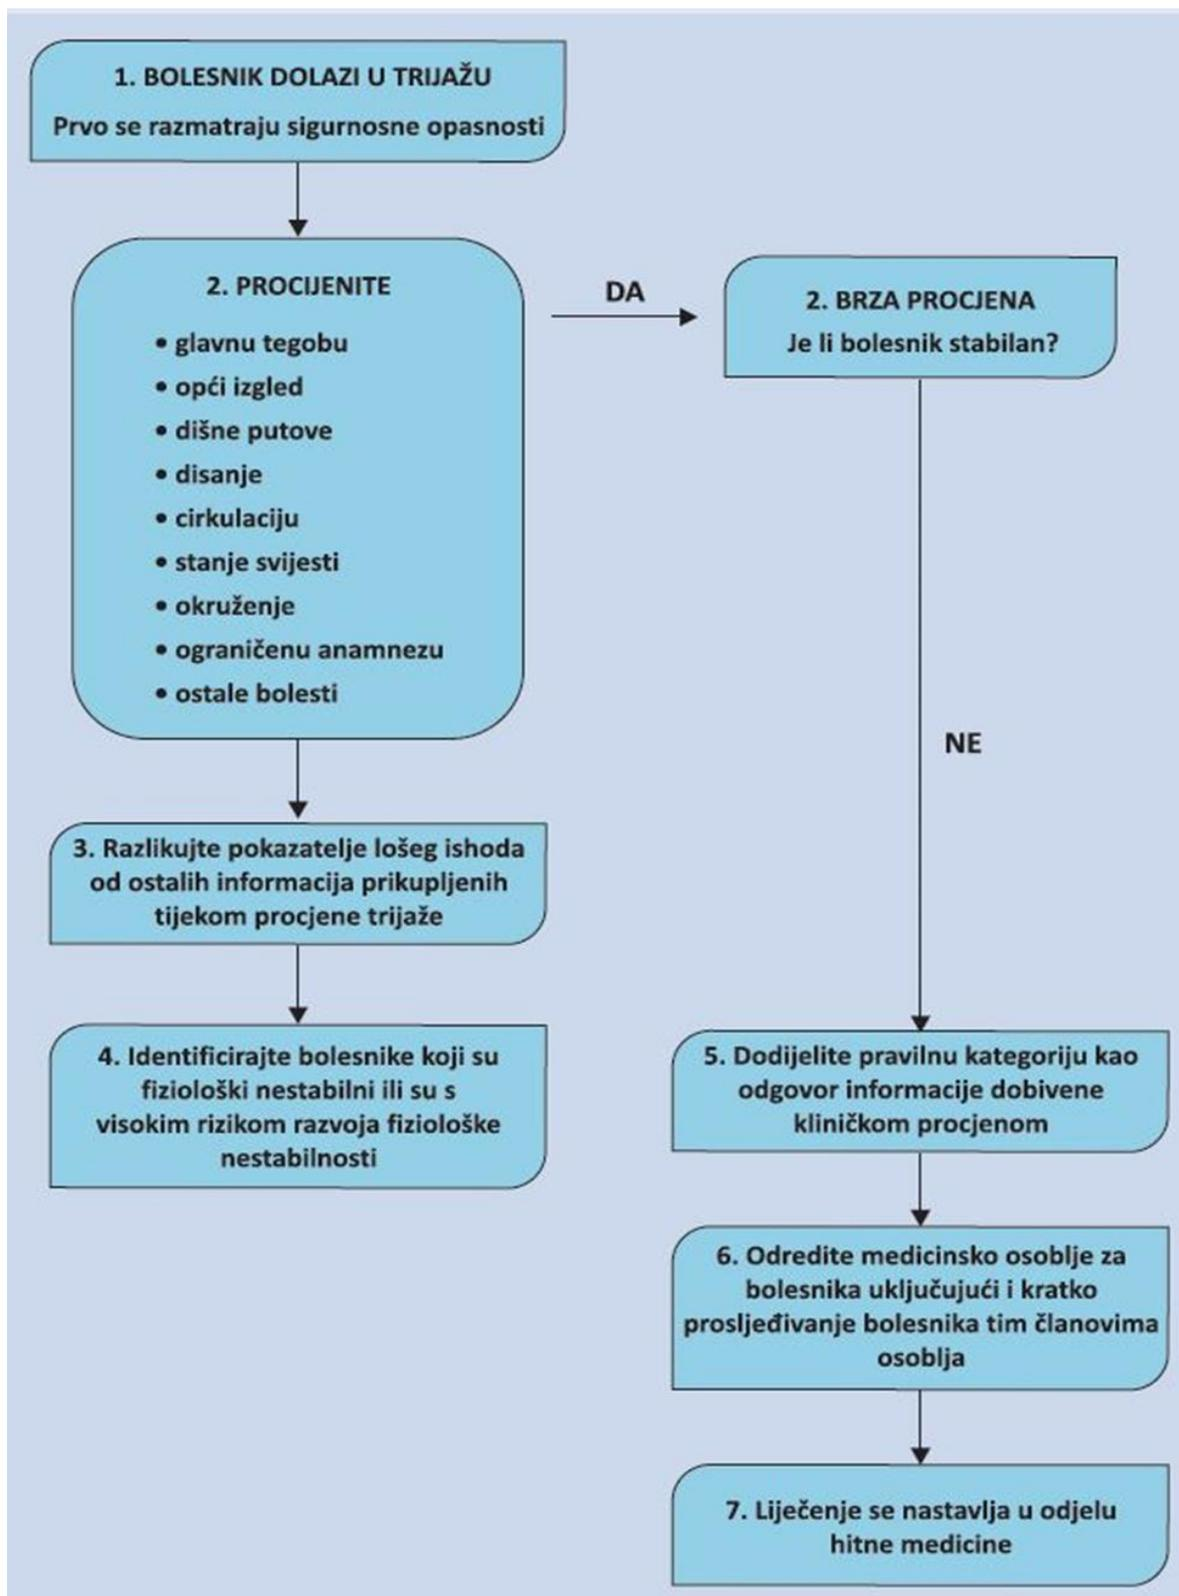 1. BOLESNIK DOLAZI U TRIJAŽU
Prvo se razmatraju sigurnosne opasnosti
2. PROCIJENITE
• glavnu tegobu
• opći izgled
• dišne putove
• disanje
• cirkulaciju
• stanje svijesti
• okruženje
• ograničenu anamnezu
• ostale bolesti
DA
2. BRZA PROCJENA
Je li bolesnik stabilan?
NE
3. Razlikujte pokazatelje lošeg ishoda
od ostalih informacija prikupljenih
tijekom procjene trijaže
4. Identificirajte bolesnike koji su
fiziološki nestabilni ili su s
visokim rizikom razvoja fiziološke
nestabilnosti
5. Dodijelite pravilnu kategoriju kao
odgovor informacije dobivene
kliničkom procjenom
6. Odredite medicinsko osoblje za
bolesnika uključujući i kratko
prosljeđivanje bolesnika tim članovima
osoblja
7. Liječenje se nastavlja u odjelu
hitne medicine